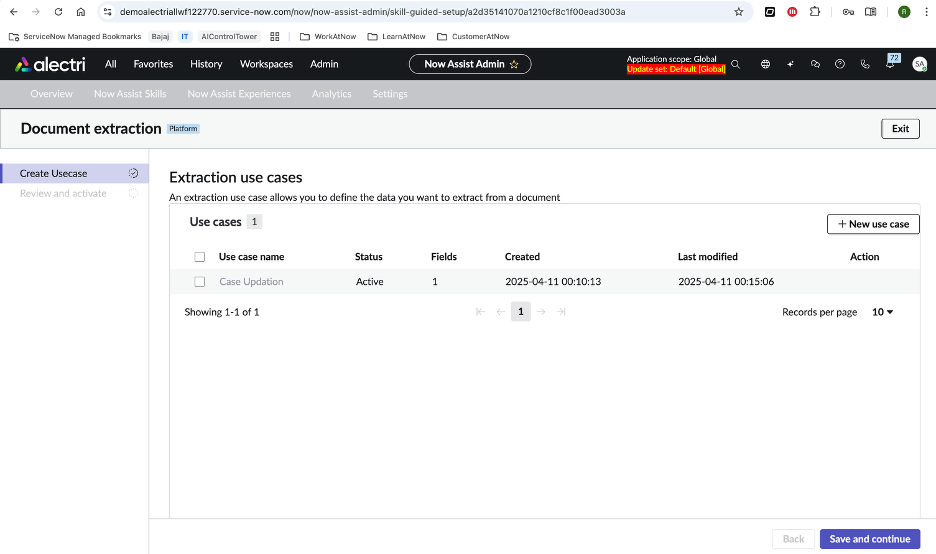 demoalectriallwf122770.service-now.com/now/now-assist-admin/skill-guided-setup/a2d35141070a1210cf8c1f00ead3003a
R
ServiceNow Managed Bookmarks Bajaj IT AIControlTower WorkAtNow LearnAtNow CustomerAtNow
alectri All Favorites History Workspaces Admin Now Assist Admin Application scope: Global
Update set: Default [Global]
72
SA
Overview Now Assist Skills Now Assist Experiences Analytics Settings
Document extraction Platform Exit
Create Usecase
Review and activate
Extraction use cases
An extraction use case allows you to define the data you want to extract from a document
Use cases 1 + New use case
Use case name Status Fields Created Last modified Action
Case Updation Active 1 2025-04-11 00:10:13 2025-04-11 00:15:06
Showing 1-1 of 1 1 Records per page 10
Back Save and continue